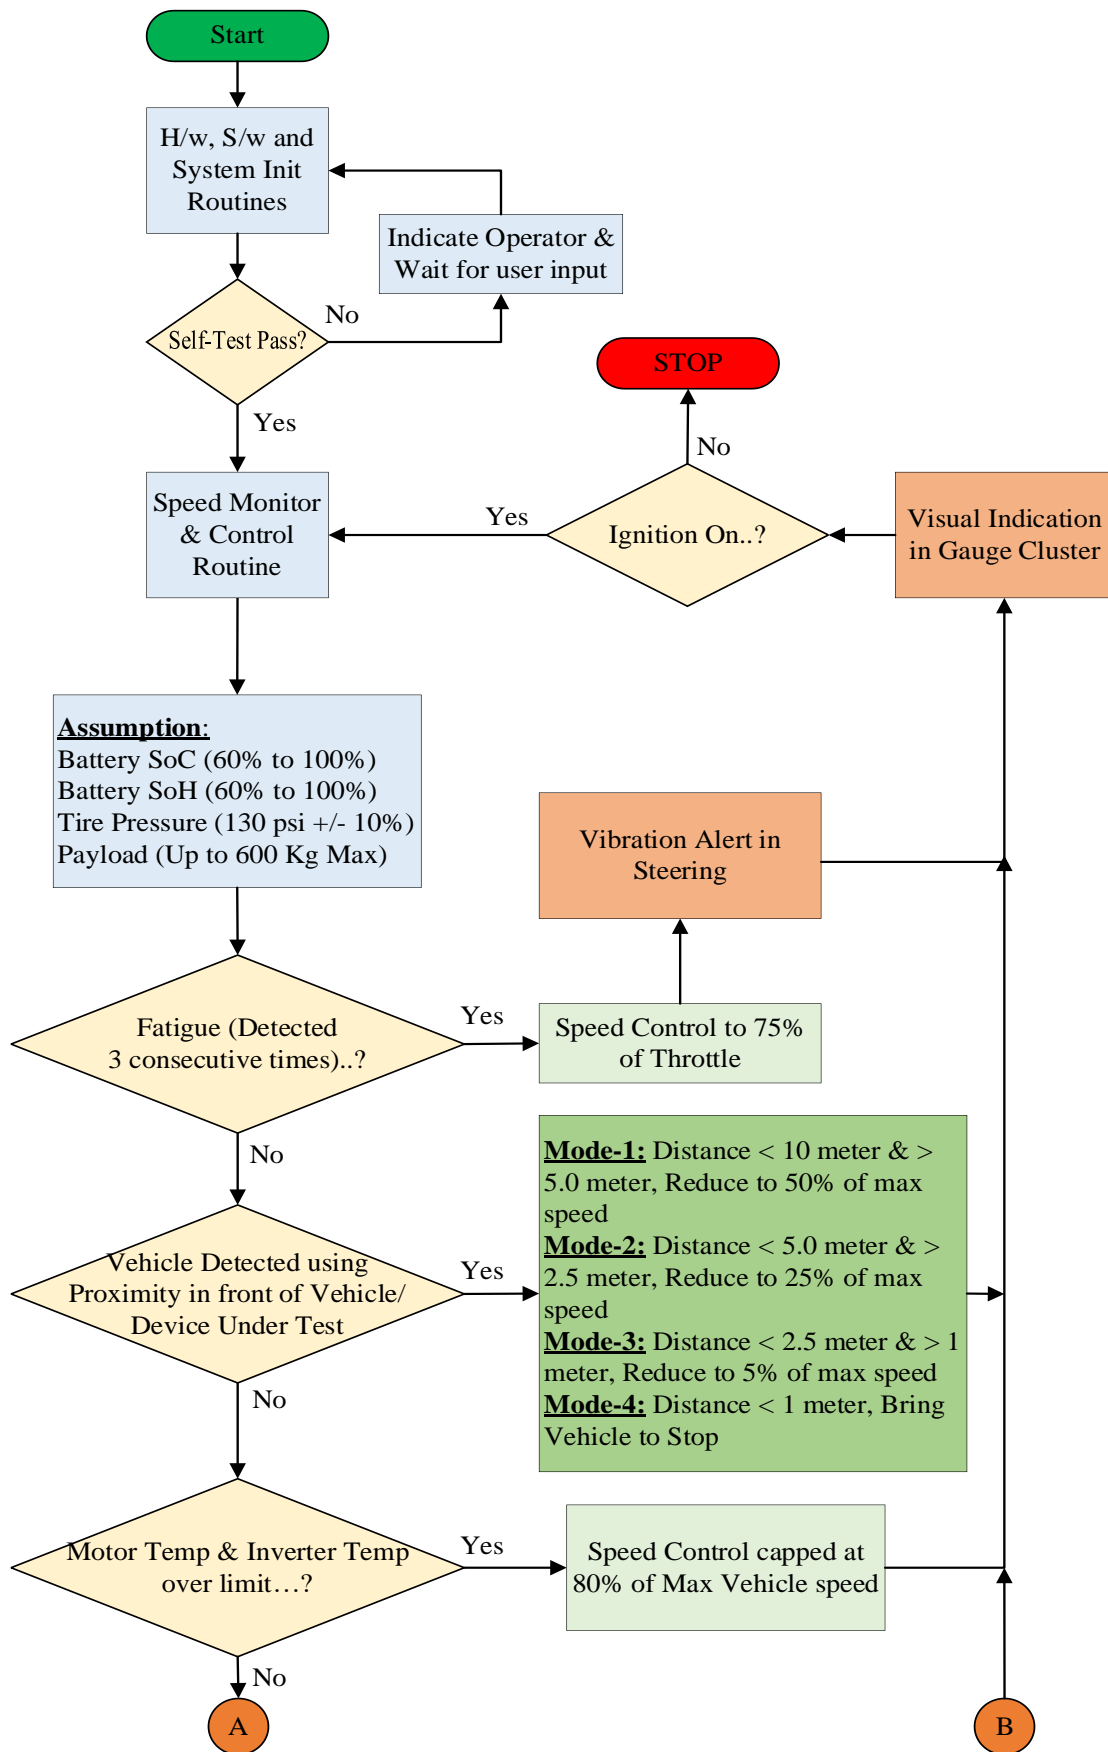 Start
H/w, S/w and
System Init
Routines
Indicate Operator &
Wait for user input
No
Self-Test Pass?
Yes
STOP
No
Speed Monitor
& Control
Routine
Yes
Ignition On..?
Visual Indication
in Gauge Cluster
Assumption:
Battery SoC (60% to 100%)
Battery SoH (60% to 100%)
Tire Pressure (130 psi +/- 10%)
Payload (Up to 600 Kg Max)
Vibration Alert in
Steering
Fatigue (Detected
3 consecutive times)..?
Yes
Speed Control to 75%
of Throttle
No
Vehicle Detected using
Proximity in front of Vehicle/
Device Under Test
Yes
Mode-1: Distance < 10 meter & >
5.0 meter, Reduce to 50% of max
speed
Mode-2: Distance < 5.0 meter & >
2.5 meter, Reduce to 25% of max
speed
Mode-3: Distance < 2.5 meter & > 1
meter, Reduce to 5% of max speed
Mode-4: Distance < 1 meter, Bring
Vehicle to Stop
No
Motor Temp & Inverter Temp
over limit…?
Yes
Speed Control capped at
80% of Max Vehicle speed
No
A
B